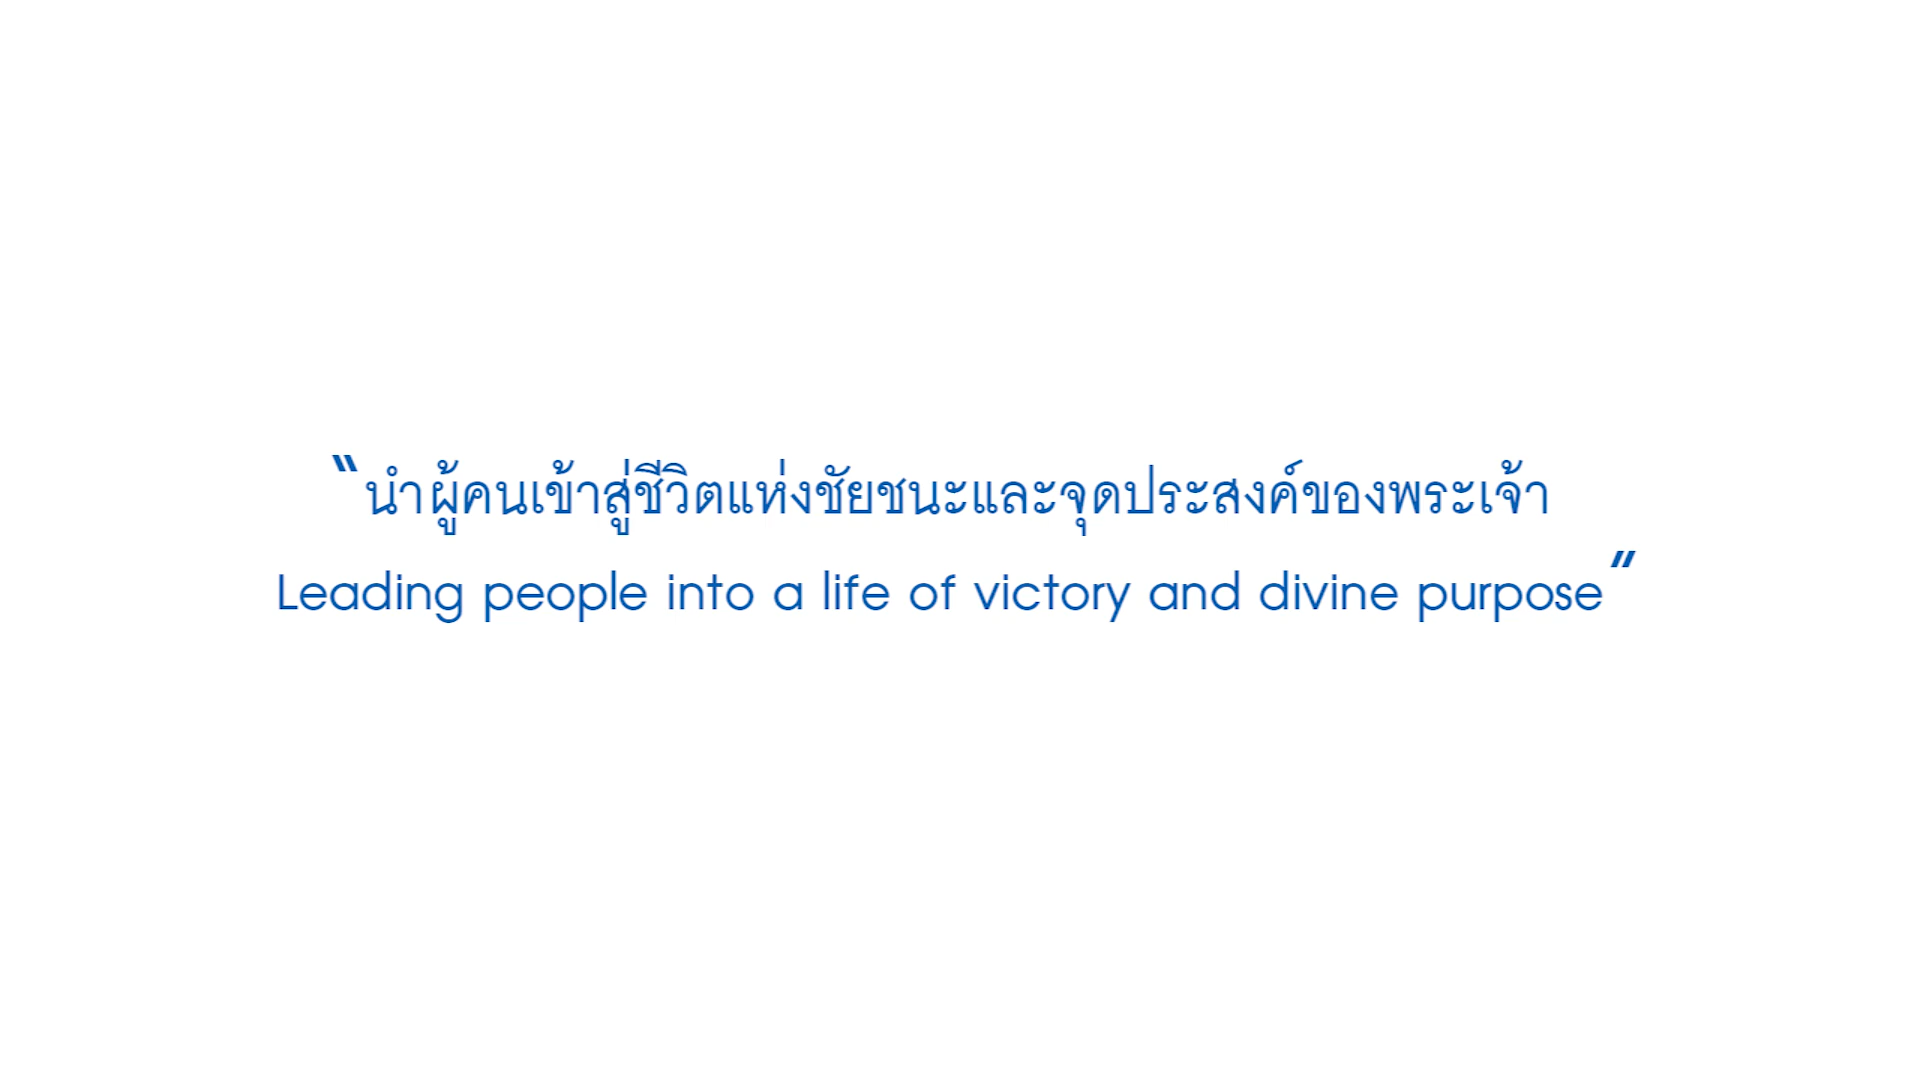 “นำผู้คนเข้าสู่ชีวิตแห่งชัยชนะและจุดประสงค์ของพระเจ้า
Leading people into a life of victory and divine purpose”